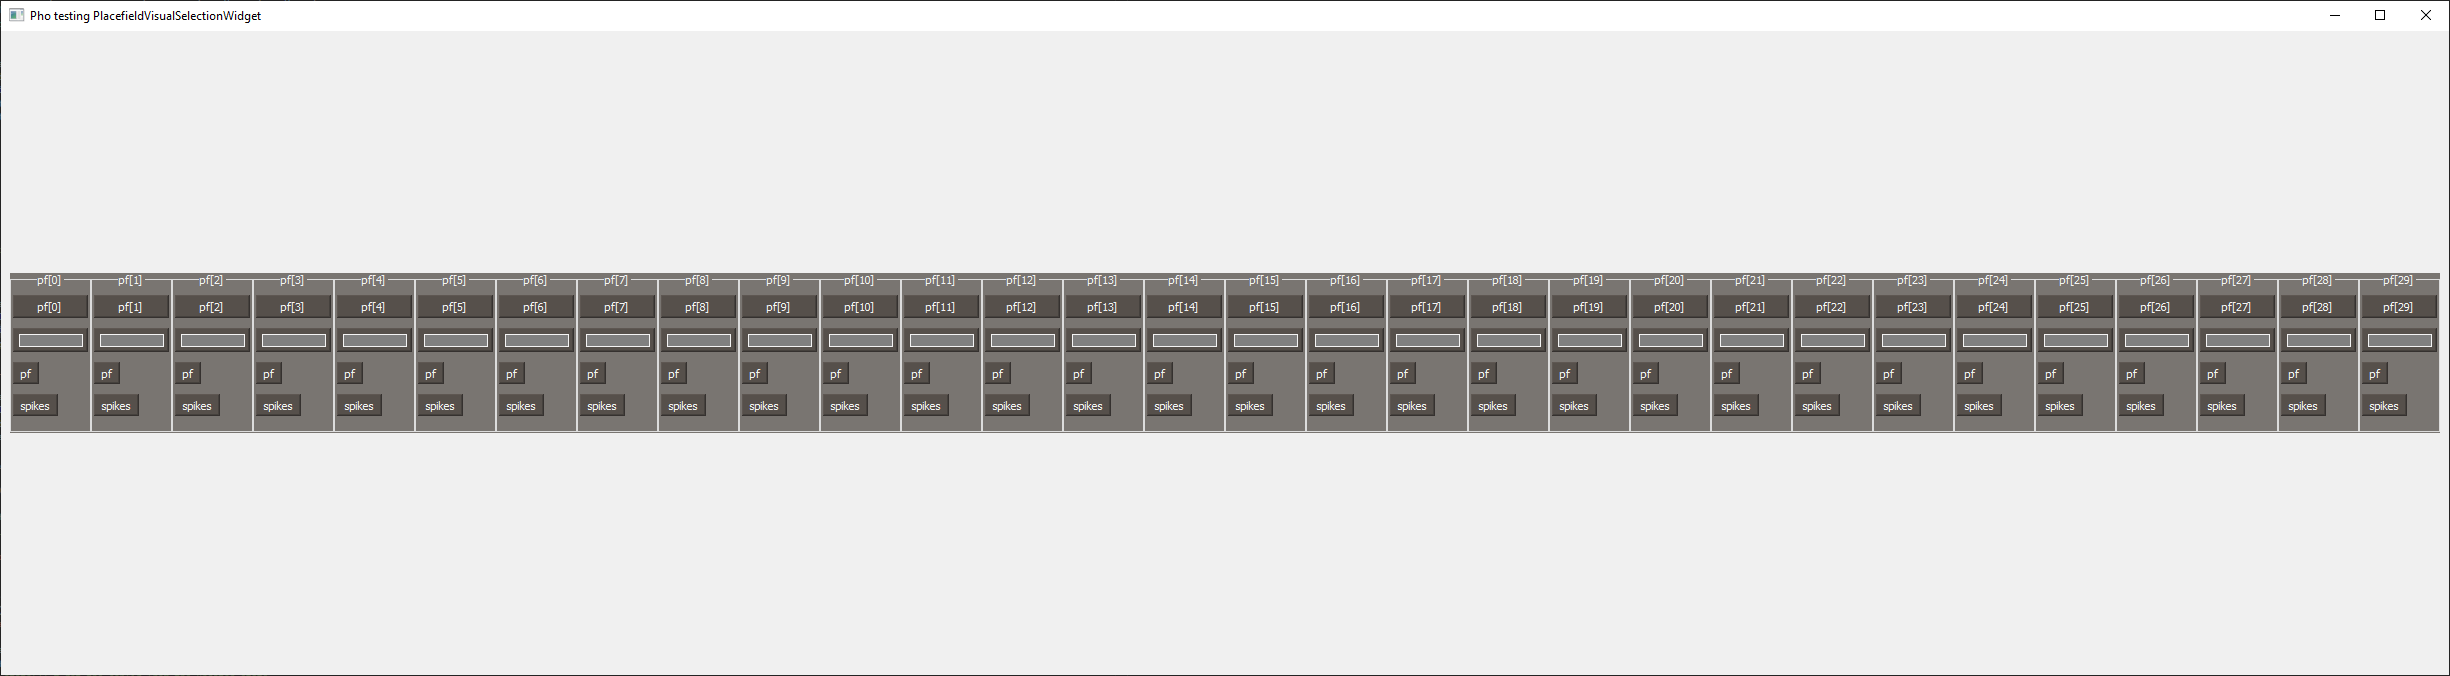 Pho testing PlacefieldVisualSelectionWidget
pf[0] pf[1] pf[2] pf[3] pf[4] pf[5] pf[6] pf[7] pf[8] pf[9] pf[10] pf[11] pf[12] pf[13] pf[14] pf[15] pf[16] pf[17] pf[18] pf[19] pf[20] pf[21] pf[22] pf[23] pf[24] pf[25] pf[26] pf[27] pf[28] pf[29]
pf[0] pf[1] pf[2] pf[3] pf[4] pf[5] pf[6] pf[7] pf[8] pf[9] pf[10] pf[11] pf[12] pf[13] pf[14] pf[15] pf[16] pf[17] pf[18] pf[19] pf[20] pf[21] pf[22] pf[23] pf[24] pf[25] pf[26] pf[27] pf[28] pf[29]
pf pf pf pf pf pf pf pf pf pf pf pf pf pf pf pf pf pf pf pf pf pf pf pf pf pf pf pf pf pf
spikes spikes spikes spikes spikes spikes spikes spikes spikes spikes spikes spikes spikes spikes spikes spikes spikes spikes spikes spikes spikes spikes spikes spikes spikes spikes spikes spikes spikes spikes